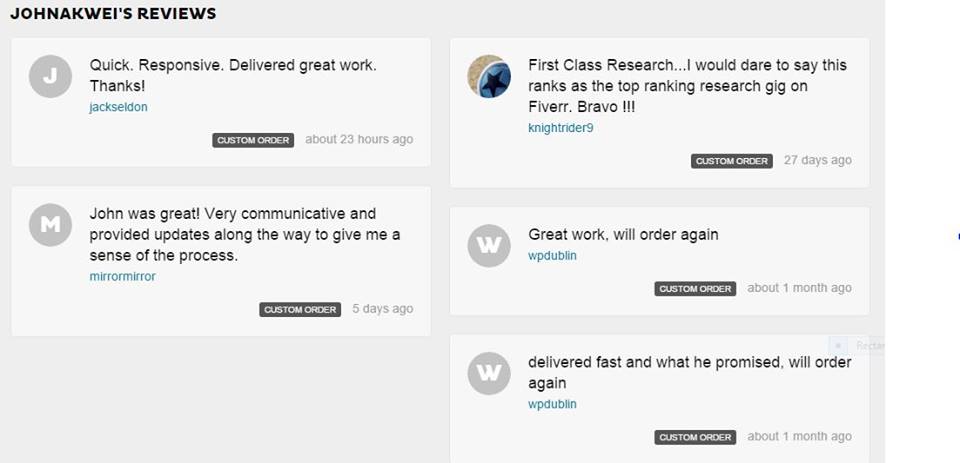 JOHNAKWEI'S REVIEWS
J
Quick. Responsive. Delivered great work.
Thanks!
jackseldon
CUSTOM ORDER about 23 hours ago
M
John was great! Very communicative and
provided updates along the way to give me a
sense of the process.
mirrormirror
CUSTOM ORDER 5 days ago
First Class Research...I would dare to say this
ranks as the top ranking research gig on
Fiverr. Bravo !!!
knightrider9
CUSTOM ORDER 27 days ago
W
Great work, will order again
wpdublin
CUSTOM ORDER about 1 month ago
Rectan
W
delivered fast and what he promised, will order
again
wpdublin
CUSTOM ORDER about 1 month ago